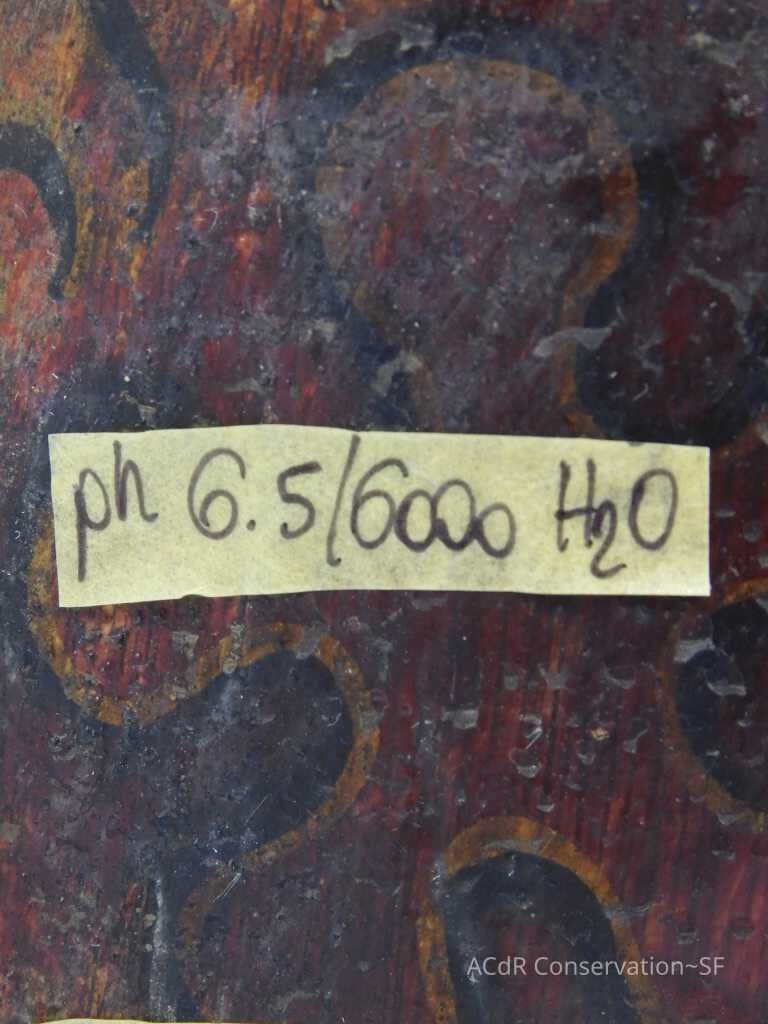 ph 6.5/6000 H2O
ACdR Conservation~SF